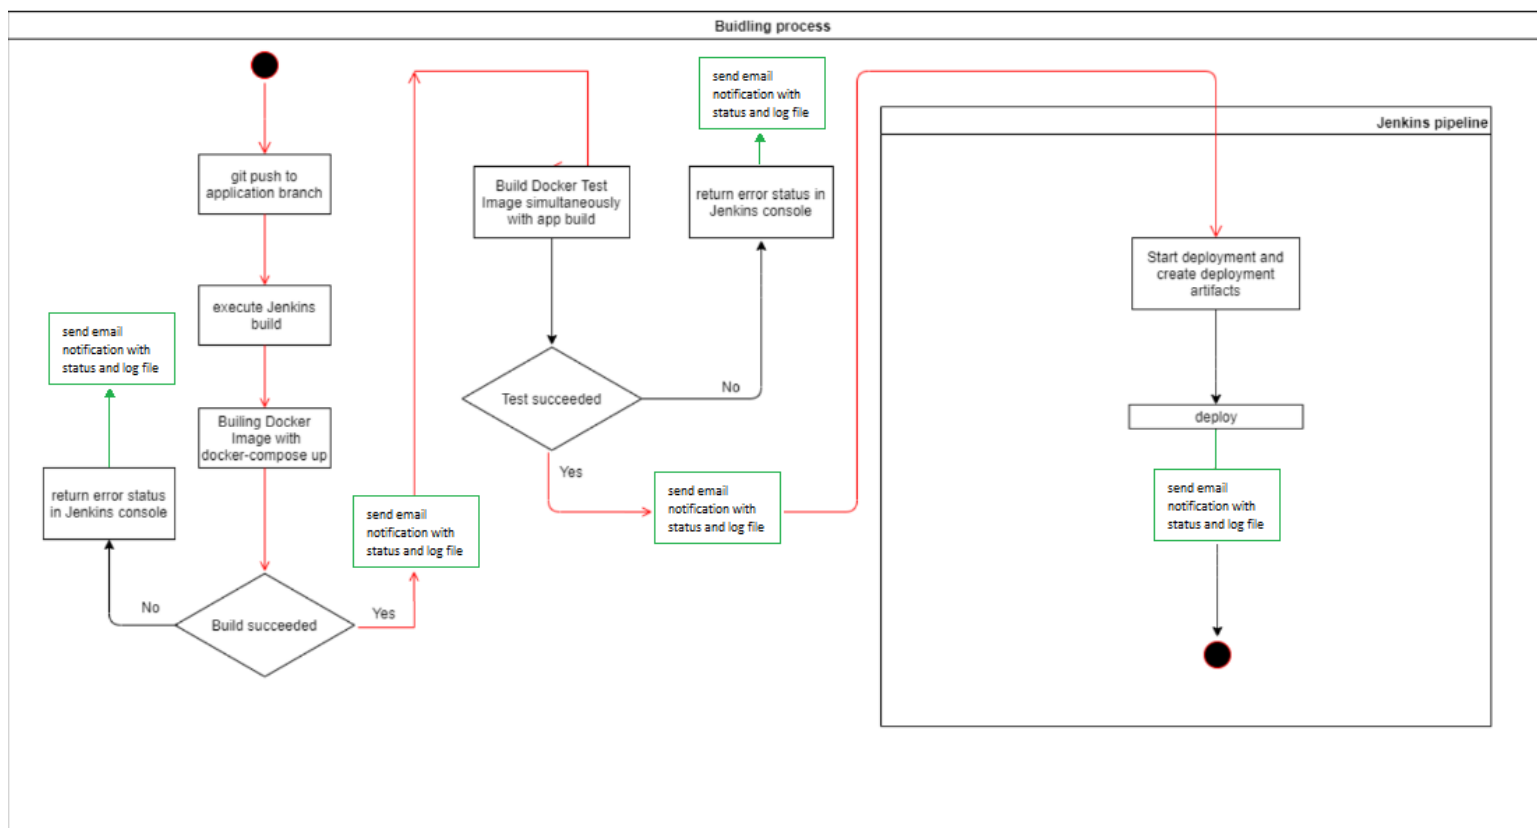 Buidling process
git push to
application branch
execute Jenkins
build
Builing Docker
Image with
docker-compose up
Build succeeded
No
return error status
in Jenkins console
send email
notification with
status and log file
Yes
send email
notification with
status and log file
Build Docker Test
Image simultaneously
with app build
Test succeeded
No
return error status in
Jenkins console
send email
notification with
status and log file
Yes
send email
notification with
status and log file
Jenkins pipeline
Start deployment and
create deployment
artifacts
deploy
send email
notification with
status and log file